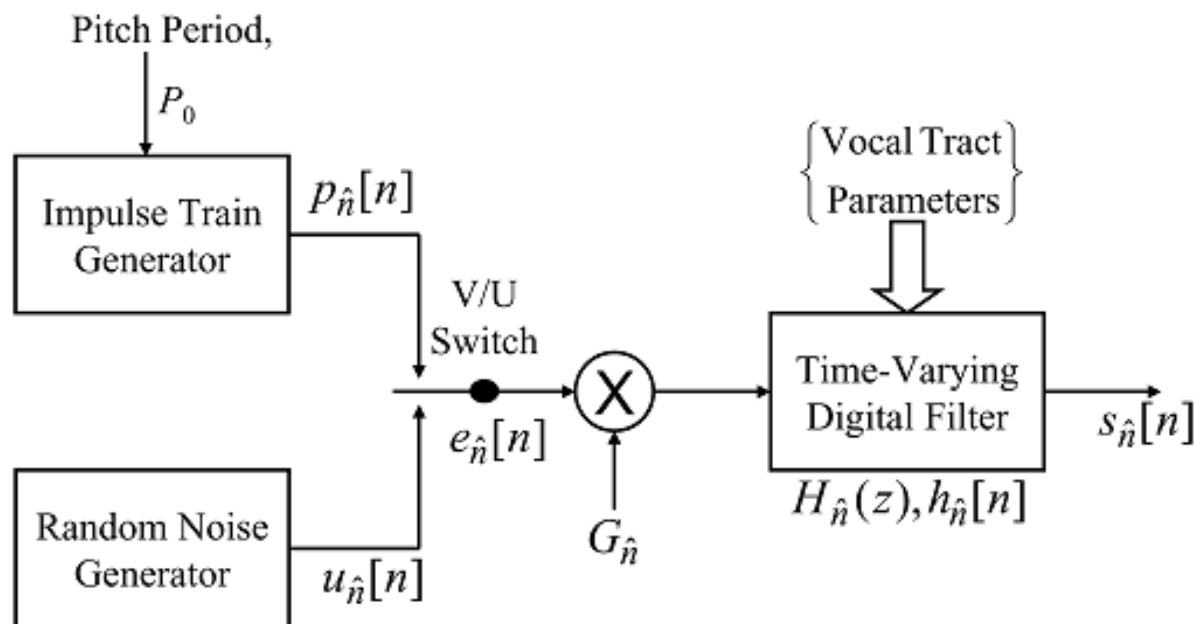 Pitch Period,
P₀
Impulse Train
Generator
p_n̂[n]
V/U
Switch
e_n̂[n]
X
G_n̂
Random Noise
Generator
u_n̂[n]
{Vocal Tract
Parameters}
Time-Varying
Digital Filter
H_n̂(z), h_n̂[n]
s_n̂[n]